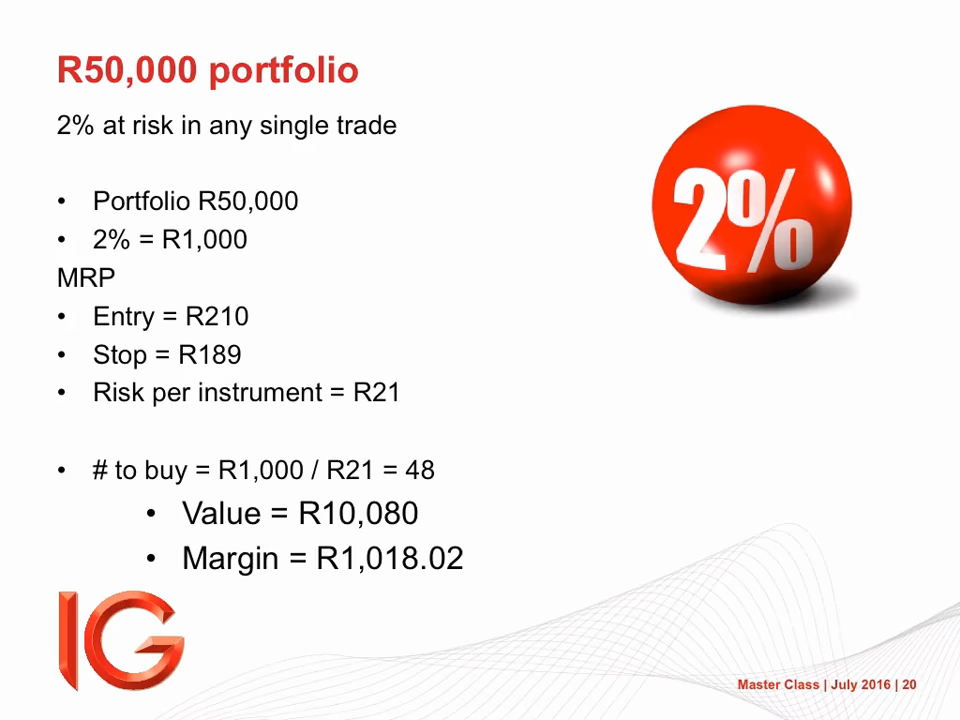 R50,000 portfolio
2% at risk in any single trade
• Portfolio R50,000
• 2% = R1,000
MRP
• Entry = R210
• Stop = R189
• Risk per instrument = R21
• # to buy = R1,000 / R21 = 48
• Value = R10,080
• Margin = R1,018.02
2%
IG
Master Class | July 2016 | 20